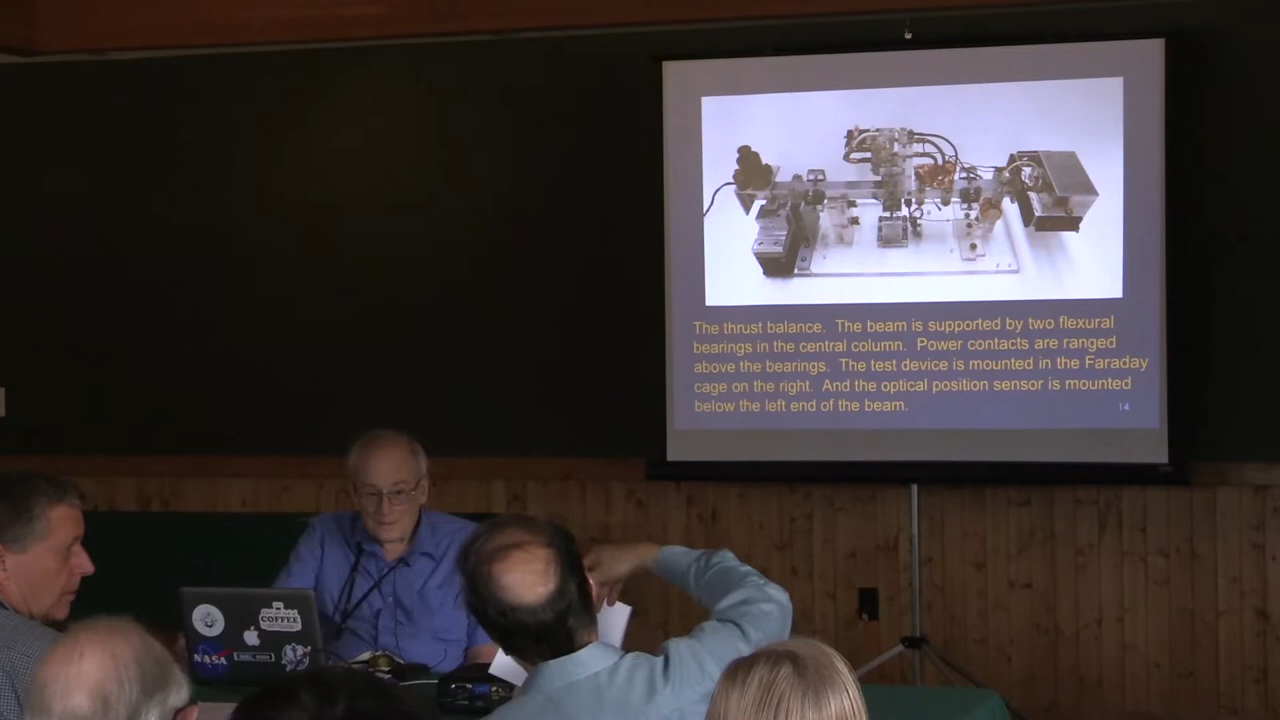 The thrust balance. The beam is supported by two flexural
bearings in the central column. Power contacts are ranged
above the bearings. The test device is mounted in the Faraday
cage on the right. And the optical position sensor is mounted
below the left end of the beam.
14
COFFEE
NASA